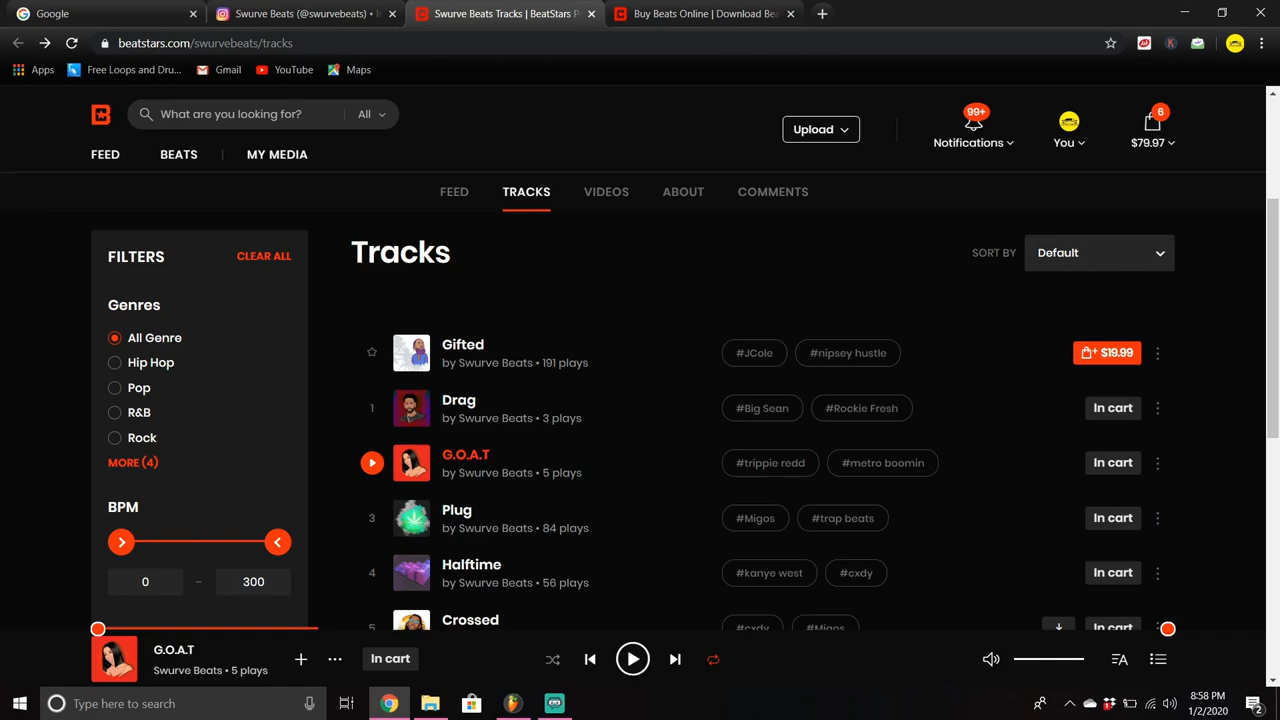 Google
Swurve Beats (@swurvebeats) • In
Swurve Beats Tracks | BeatStars P
Buy Beats Online | Download Bea
beatstars.com/swurvebeats/tracks
Apps
Free Loops and Dru...
Gmail
YouTube
Maps
What are you looking for?
All
Upload
99+
Notifications
You
6
$79.97
FEED
BEATS
MY MEDIA
FEED
TRACKS
VIDEOS
ABOUT
COMMENTS
FILTERS
CLEAR ALL
Genres
All Genre
Hip Hop
Pop
R&B
Rock
MORE (4)
BPM
0
–
300
Tracks
SORT BY
Default
Gifted
by Swurve Beats • 191 plays
#JCole
#nipsey hustle
$19.99
1
Drag
by Swurve Beats • 3 plays
#Big Sean
#Rockie Fresh
In cart
G.O.A.T
by Swurve Beats • 5 plays
#trippie redd
#metro boomin
In cart
3
Plug
by Swurve Beats • 84 plays
#Migos
#trap beats
In cart
4
Halftime
by Swurve Beats • 56 plays
#kanye west
#cxdy
In cart
5
Crossed
#cxdy
#Migos
In cart
G.O.A.T
Swurve Beats • 5 plays
In cart
Type here to search
8:58 PM
1/2/2020
2